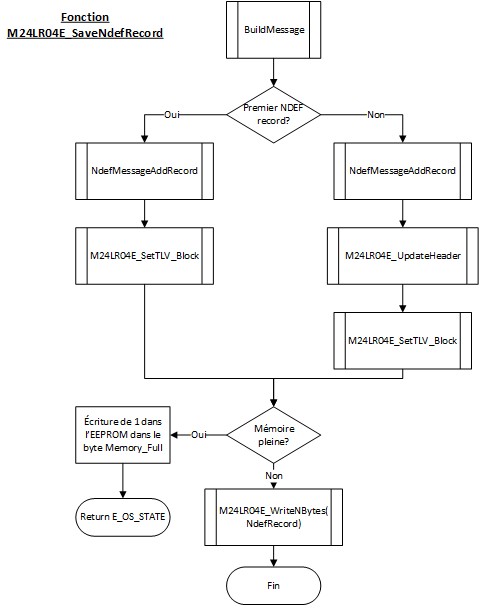 Fonction
M24LR04E_SaveNdefRecord
BuildMessage
Premier NDEF
record?
Oui
Non
NdefMessageAddRecord
NdefMessageAddRecord
M24LR04E_SetTLV_Block
M24LR04E_UpdateHeader
M24LR04E_SetTLV_Block
Écriture de 1 dans
l'EEPROM dans le
byte Memory_Full
Oui
Mémoire
pleine?
Non
Return E_OS_STATE
M24LR04E_WriteNBytes(
NdefRecord)
Fin